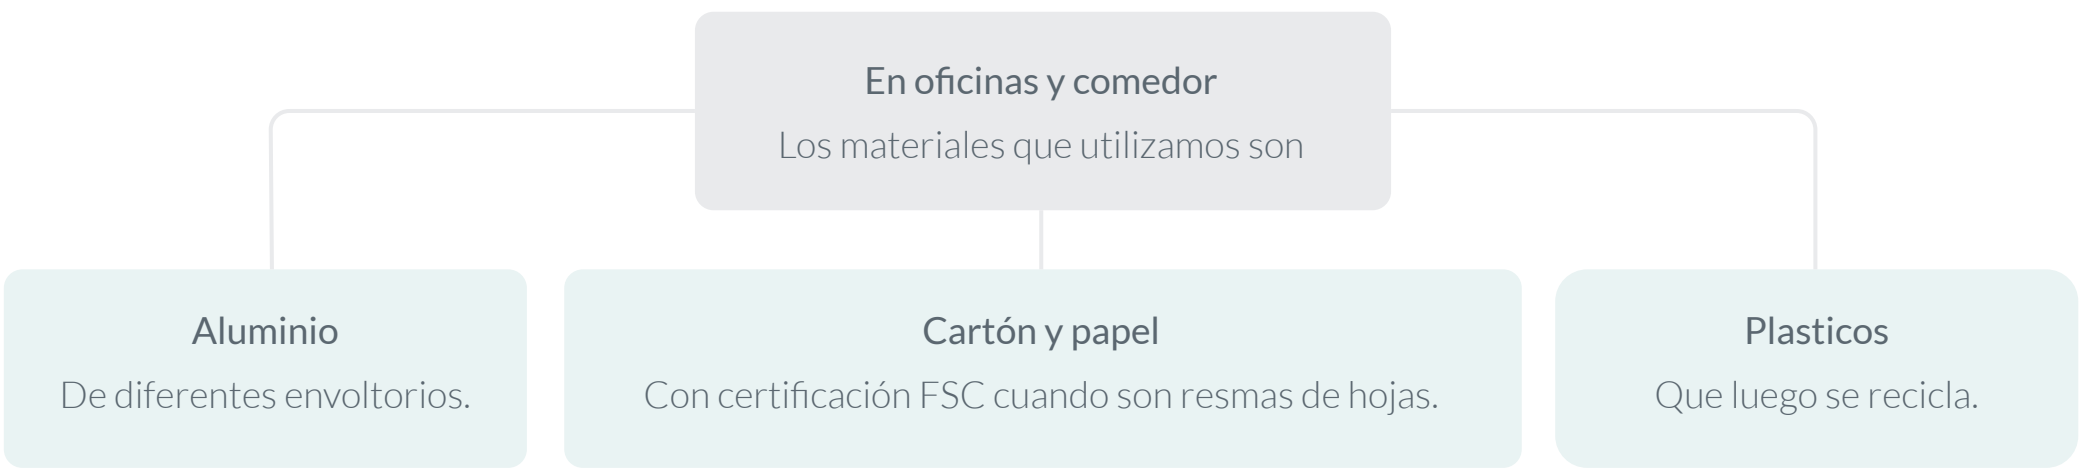 En oficinas y comedor
Los materiales que utilizamos son
Aluminio
De diferentes envoltorios.
Cartón y papel
Con certificación FSC cuando son resmas de hojas.
Plasticos
Que luego se recicla.